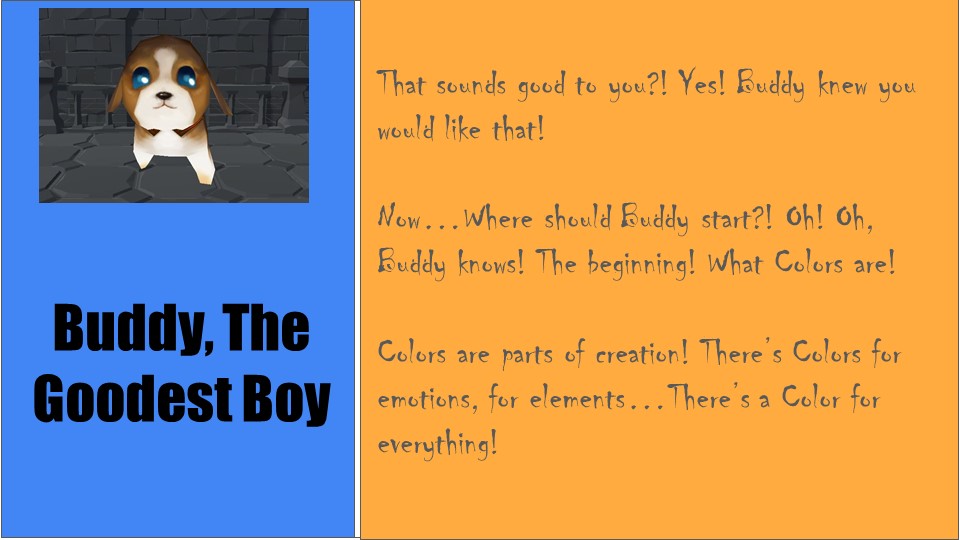 Buddy, The
Goodest Boy
That sounds good to you?! Yes! Buddy knew you
would like that!
Now...Where should Buddy start?! Oh! Oh,
Buddy knows! The beginning! What Colors are!
Colors are parts of creation! There's Colors for
emotions, for elements...There's a Color for
everything!